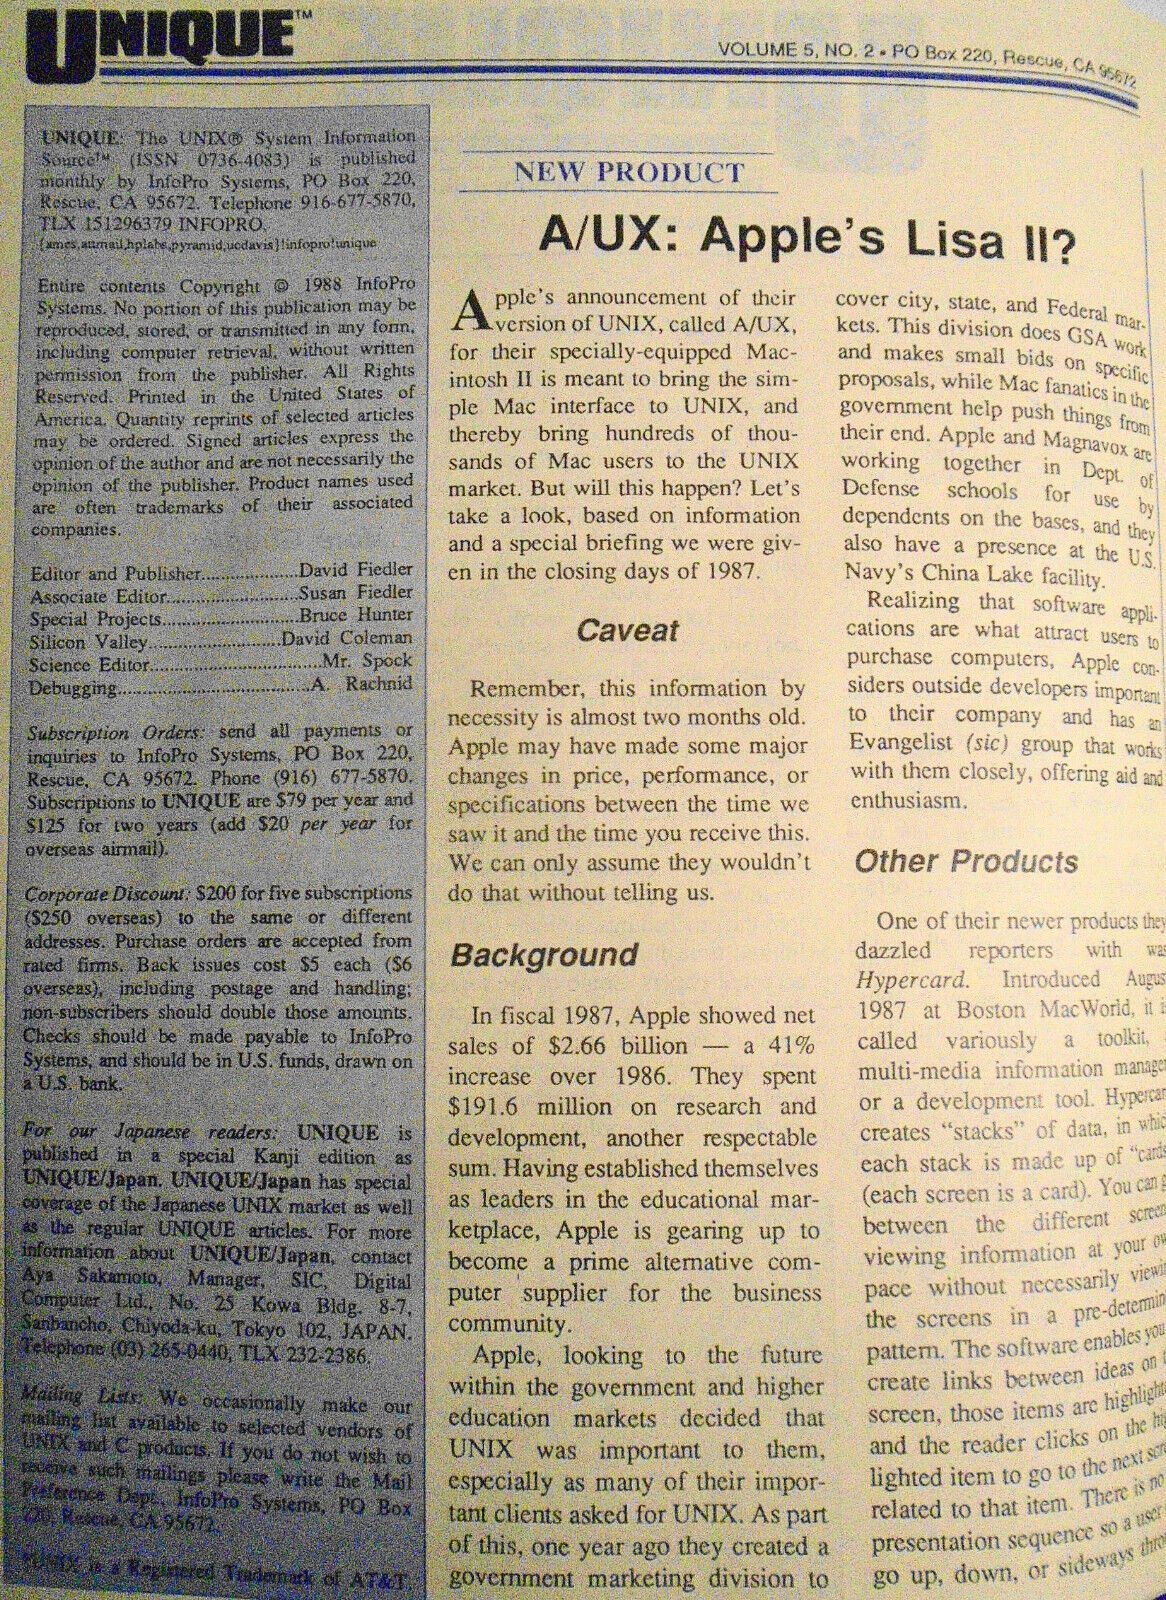 UNIQUE™
VOLUME 5, NO. 2 • PO Box 220, Rescue, CA 95672
UNIQUE: The UNIX® System Information
Source™ (ISSN 0736-4083) is published
monthly by InfoPro Systems, PO Box 220,
Rescue, CA 95672. Telephone 916-677-5870,
TLX 151296379 INFOPRO.
{ames,attmail,hplabs,pyramid,ucdavis}!infopro!unique
Entire contents Copyright © 1988 InfoPro
Systems. No portion of this publication may be
reproduced, stored, or transmitted in any form,
including computer retrieval, without written
permission from the publisher. All Rights
Reserved. Printed in the United States of
America. Quantity reprints of selected articles
may be ordered. Signed articles express the
opinion of the author and are not necessarily the
opinion of the publisher. Product names used
are often trademarks of their associated
companies.
Editor and Publisher....................David Fiedler
Associate Editor............................Susan Fiedler
Special Projects............................Bruce Hunter
Silicon Valley............................David Coleman
Science Editor....................................Mr. Spock
Debugging........................................A. Rachnid
Subscription Orders: send all payments or
inquiries to InfoPro Systems, PO Box 220,
Rescue, CA 95672. Phone (916) 677-5870.
Subscriptions to UNIQUE are $79 per year and
$125 for two years (add $20 per year for
overseas airmail).
Corporate Discount: $200 for five subscriptions
($250 overseas) to the same or different
addresses. Purchase orders are accepted from
rated firms. Back issues cost $5 each ($6
overseas), including postage and handling;
non-subscribers should double those amounts.
Checks should be made payable to InfoPro
Systems, and should be in U.S. funds, drawn on
a U.S. bank.
For our Japanese readers: UNIQUE is
published in a special Kanji edition as
UNIQUE/Japan. UNIQUE/Japan has special
coverage of the Japanese UNIX market as well
as the regular UNIQUE articles. For more
information about UNIQUE/Japan, contact
Aya Sakamoto, Manager, SIC, Digital
Computer Ltd., No. 25 Kowa Bldg. 8-7,
Sanbancho, Chiyoda-ku, Tokyo 102, JAPAN.
Telephone (03) 265-0440, TLX 232-2386.
Mailing Lists: We occasionally make our
mailing list available to selected vendors of
UNIX and C products. If you do not wish to
receive such mailings please write the Mail
Preference Dept., InfoPro Systems, PO Box
220, Rescue, CA 95672.
UNIX is a Registered Trademark of AT&T.
NEW PRODUCT
A/UX: Apple's Lisa II?
Apple's announcement of their
version of UNIX, called A/UX,
for their specially-equipped Mac-
intosh II is meant to bring the sim-
ple Mac interface to UNIX, and
thereby bring hundreds of thou-
sands of Mac users to the UNIX
market. But will this happen? Let's
take a look, based on information
and a special briefing we were giv-
en in the closing days of 1987.
Caveat
Remember, this information by
necessity is almost two months old.
Apple may have made some major
changes in price, performance, or
specifications between the time we
saw it and the time you receive this.
We can only assume they wouldn't
do that without telling us.
Background
In fiscal 1987, Apple showed net
sales of $2.66 billion — a 41%
increase over 1986. They spent
$191.6 million on research and
development, another respectable
sum. Having established themselves
as leaders in the educational mar-
ketplace, Apple is gearing up to
become a prime alternative com-
puter supplier for the business
community.
Apple, looking to the future
within the government and higher
education markets decided that
UNIX was important to them,
especially as many of their impor-
tant clients asked for UNIX. As part
of this, one year ago they created a
government marketing division to
cover city, state, and Federal mar-
kets. This division does GSA work
and makes small bids on specific
proposals, while Mac fanatics in the
government help push things from
their end. Apple and Magnavox are
working together in Dept. of
Defense schools for use by
dependents on the bases, and they
also have a presence at the U.S.
Navy's China Lake facility.
Realizing that software appli-
cations are what attract users to
purchase computers, Apple con-
siders outside developers important
to their company and has an
Evangelist (sic) group that works
with them closely, offering aid and
enthusiasm.
Other Products
One of their newer products they
dazzled reporters with was
Hypercard. Introduced Augus
1987 at Boston MacWorld, it i
called variously a toolkit,
multi-media information manage
or a development tool. Hypercar
creates "stacks" of data, in whic
each stack is made up of "cards
(each screen is a card). You can g
between the different screen
viewing information at your ow
pace without necessarily viewin
the screens in a pre-determin
pattern. The software enables you
create links between ideas on
screen, those items are highlight
and the reader clicks on the hig
lighted item to go to the next scre
related to that item. There is no
presentation sequence so a user
go up, down, or sideways thro